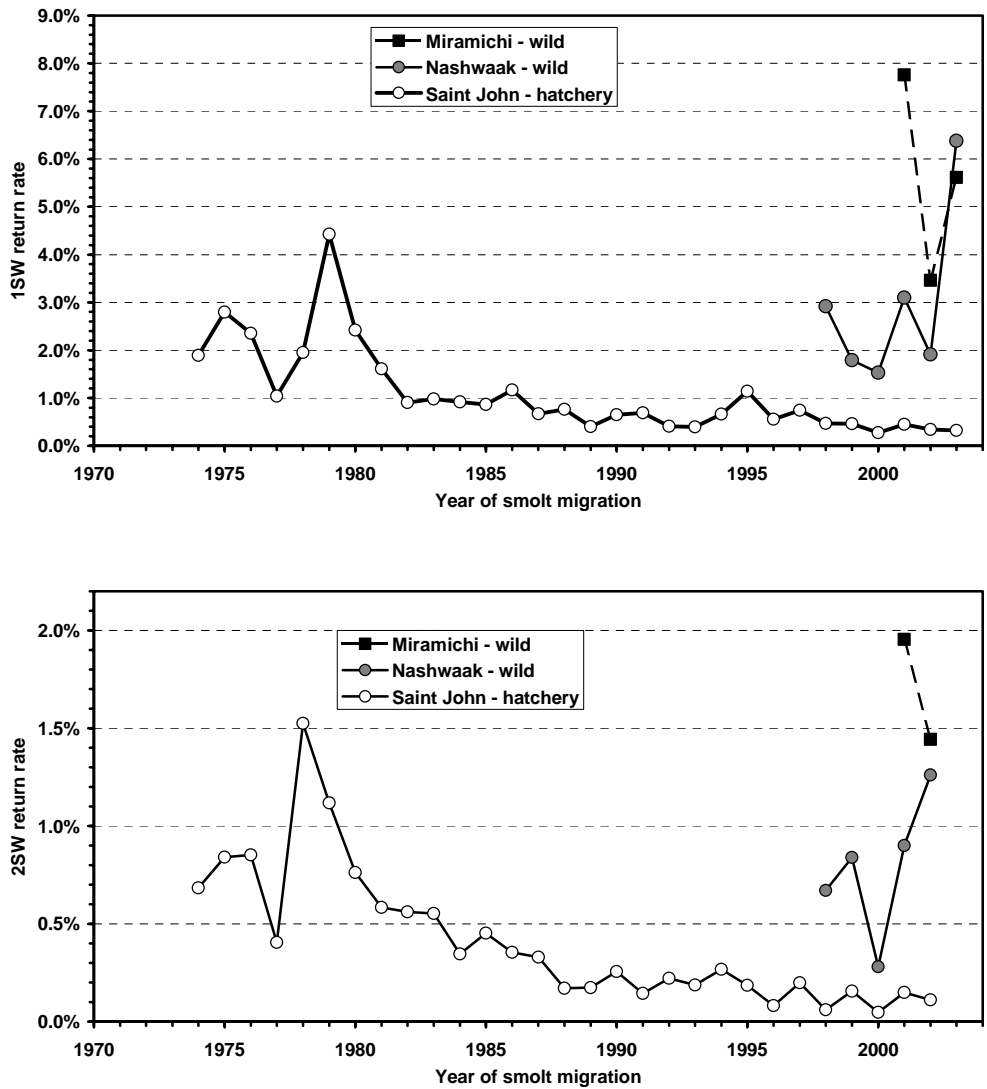 9.0%
8.0%
7.0%
6.0%
5.0%
4.0%
3.0%
2.0%
1.0%
0.0%
1SW return rate
Miramichi - wild
Nashwaak - wild
Saint John - hatchery
1970 1975 1980 1985 1990 1995 2000
Year of smolt migration
2.0%
1.5%
1.0%
0.5%
0.0%
2SW return rate
Miramichi - wild
Nashwaak - wild
Saint John - hatchery
1970 1975 1980 1985 1990 1995 2000
Year of smolt migration